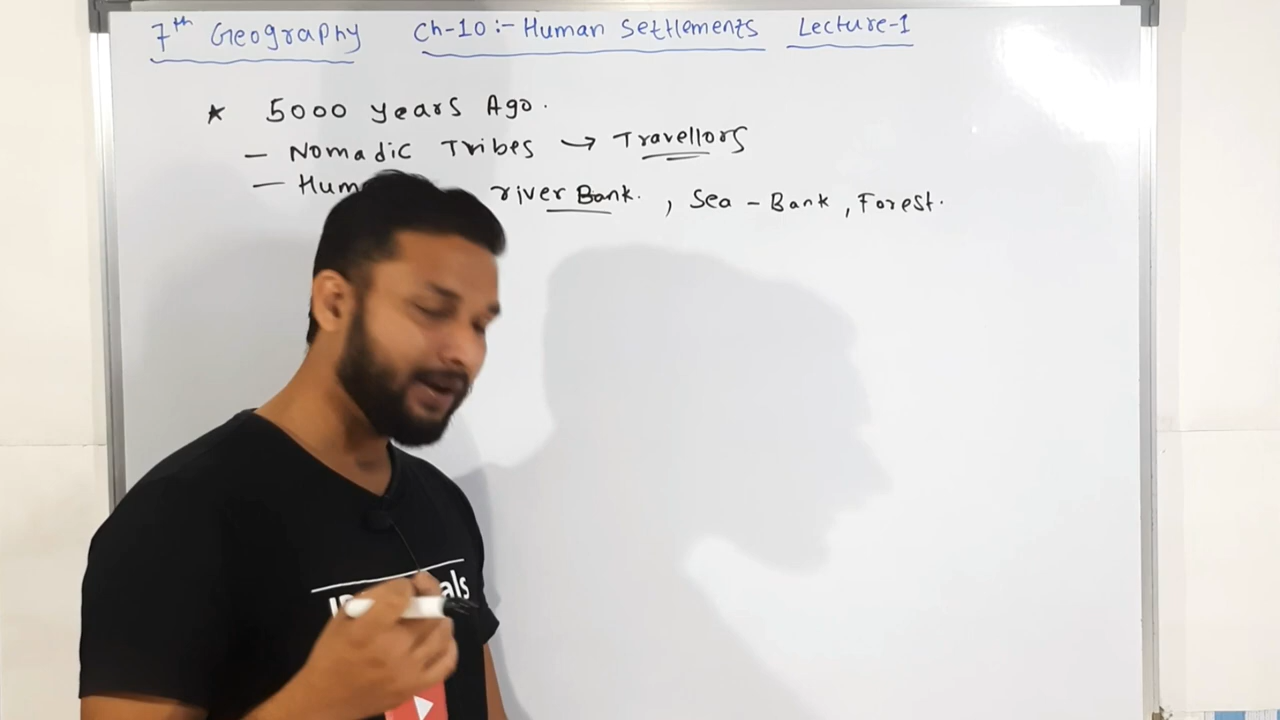 7th Geography Ch-10:- Human Settlements Lecture-1
* 5000 years Ago.
- Nomadic Tribes → Travellors
- Hum river Bank. , Sea - Bank , Forest.
als